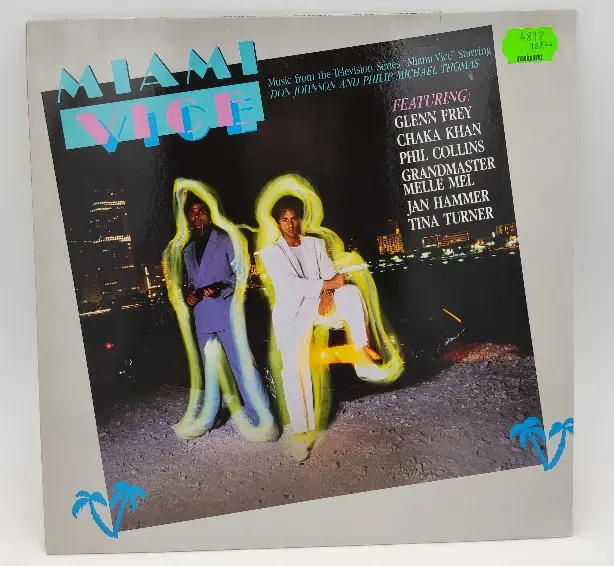 MIAMI
VICE
Music from the Television Series "Miami Vice" Starring
DON JOHNSON AND PHILIP MICHAEL THOMAS
FEATURING:
GLENN FREY
CHAKA KHAN
PHIL COLLINS
GRANDMASTER
MELLE MEL
JAN HAMMER
TINA TURNER
4812